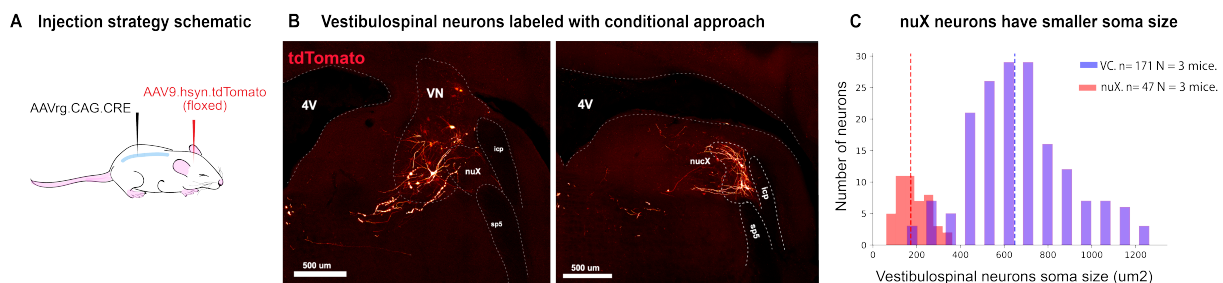 A Injection strategy schematic
AAVrg.CAG.CRE
AAV9.hsyn.tdTomato
(floxed)
B Vestibulospinal neurons labeled with conditional approach
tdTomato
4V
VN
icp
nuX
sp5
500 um
4V
nucX
icp
sp5
500 um
C nuX neurons have smaller soma size
Number of neurons
30
25
20
15
10
5
0
VC. n= 171 N = 3 mice.
nuX. n= 47 N = 3 mice.
0 200 400 600 800 1000 1200
Vestibulospinal neurons soma size (um2)